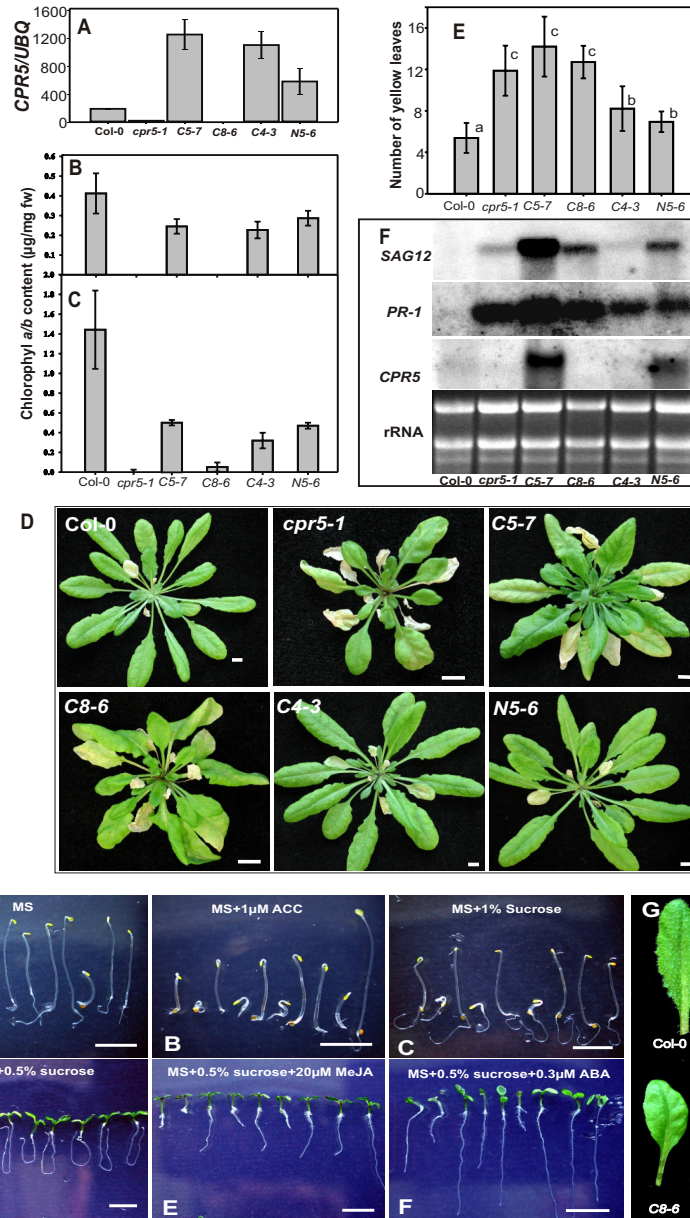 A
CPR5/UBQ
1600
1200
800
400
0
Col-0 cpr5-1 C5-7 C8-6 C4-3 N5-6
B
0.6
0.5
0.4
0.3
0.2
0.1
2.0
C
Chlorophyl a/b content (µg/mg fw)
1.8
1.6
1.4
1.2
1.0
0.8
0.6
0.4
0.2
0.0
Col-0 cpr5-1 C5-7 C8-6 C4-3 N5-6
E
Number of yellow leaves
16
12
8
4
0
a
c
c
c
b
b
Col-0 cpr5-1 C5-7 C8-6 C4-3 N5-6
F
SAG12
PR-1
CPR5
rRNA
Col-0 cpr5-1 C5-7 C8-6 C4-3 N5-6
D
Col-0
cpr5-1
C5-7
C8-6
C4-3
N5-6
MS
MS+1µM ACC
B
MS+1% Sucrose
C
G
Col-0
+0.5% sucrose
MS+0.5% sucrose+20µM MeJA
E
MS+0.5% sucrose+0.3µM ABA
F
C8-6